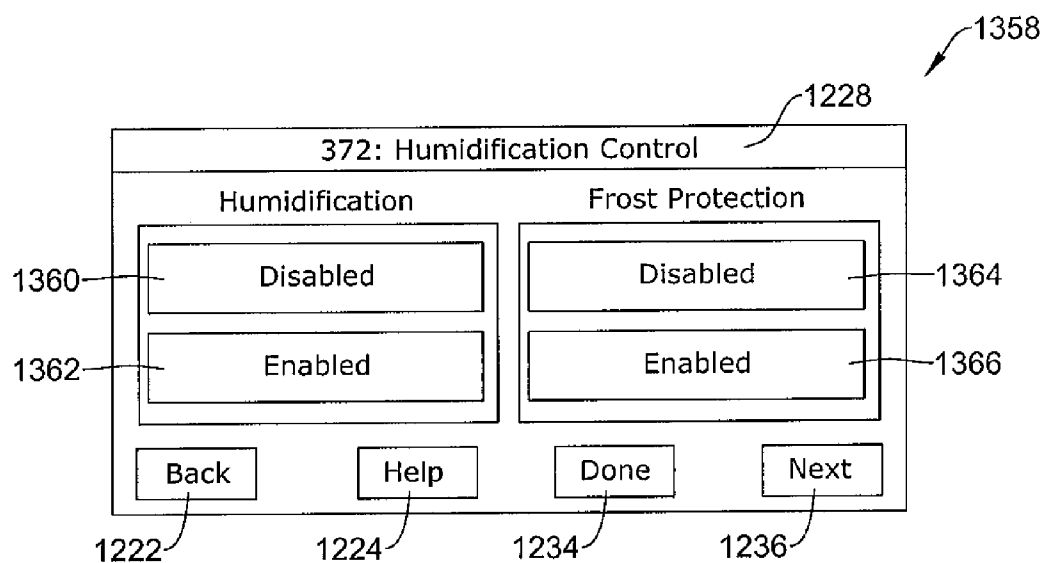 1358
1228
372: Humidification Control
Humidification Frost Protection
1360 Disabled Disabled 1364
1362 Enabled Enabled 1366
Back Help Done Next
1222 1224 1234 1236